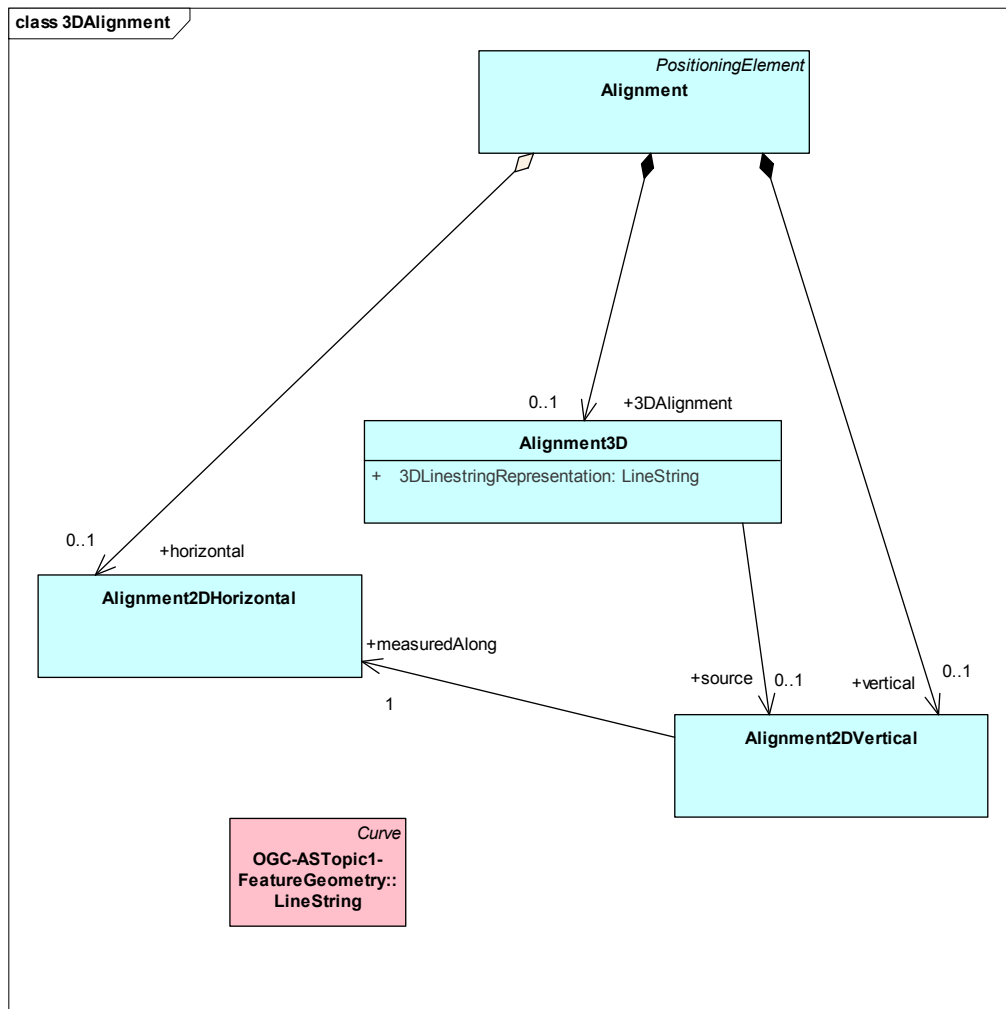 class 3DAlignment
PositioningElement
Alignment
0..1
+3DAlignment
Alignment3D
+ 3DLinestringRepresentation: LineString
0..1
+horizontal
Alignment2DHorizontal
+measuredAlong
1
+source
0..1
+vertical
0..1
Alignment2DVertical
Curve
OGC-ASTopic1-
FeatureGeometry::
LineString